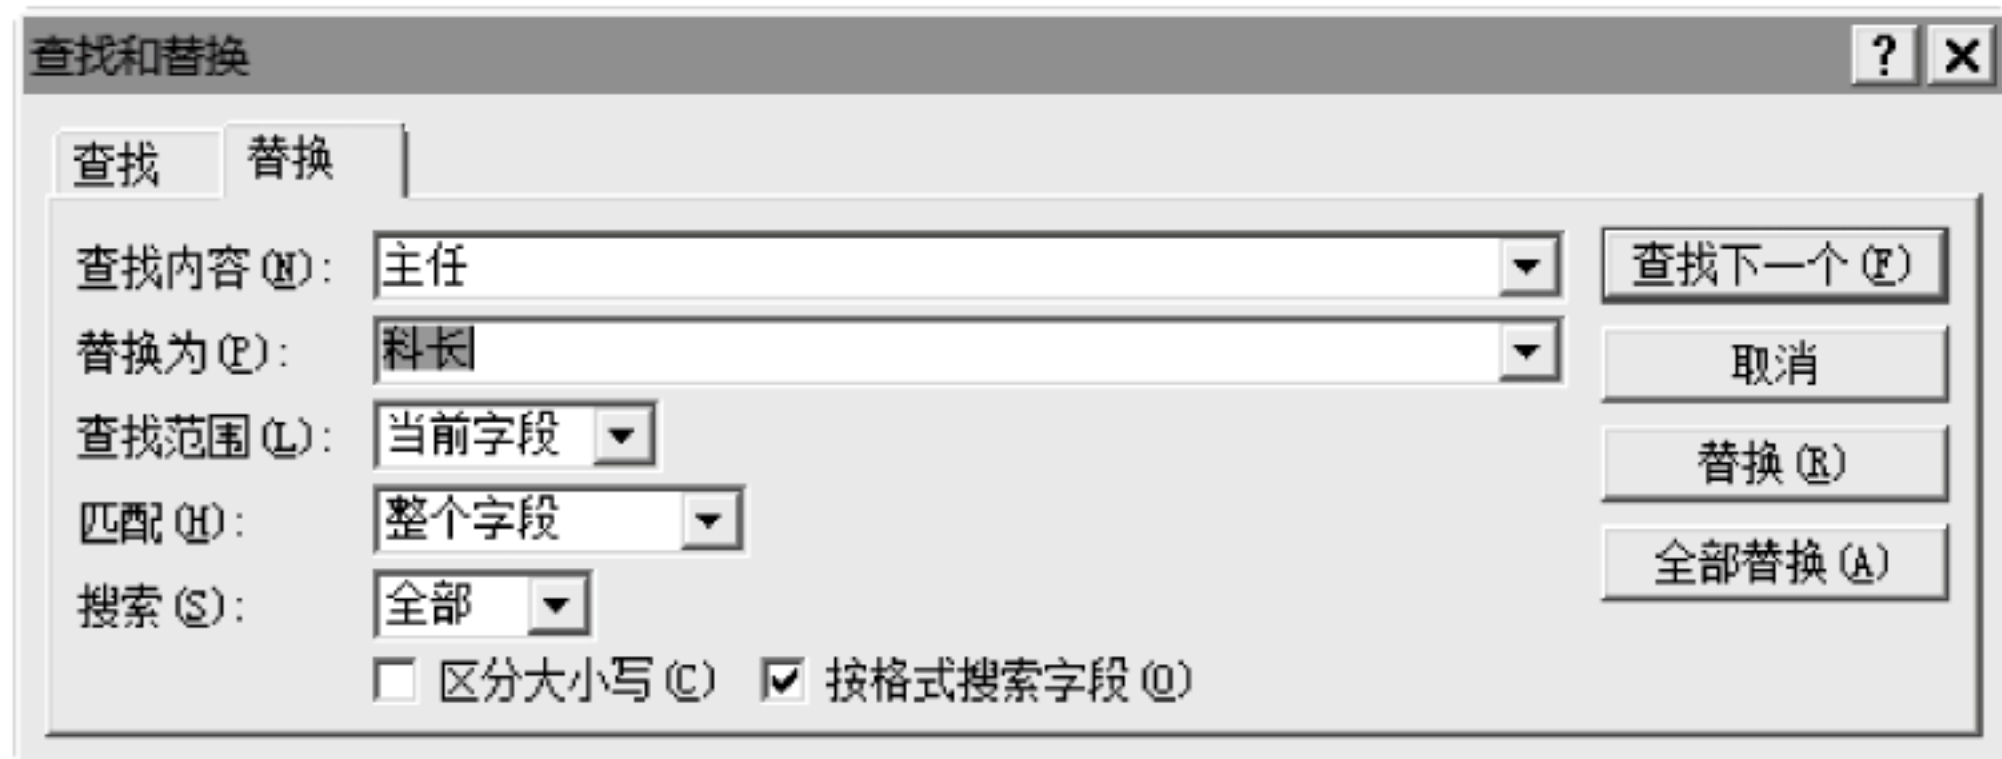 查找和替换
查找 替换
查找内容(N): 主任 查找下一个(F)
替换为(P): 科长 取消
查找范围(L): 当前字段 替换(R)
匹配(H): 整个字段
搜索(S): 全部 全部替换(A)
区分大小写(C) 按格式搜索字段(O)